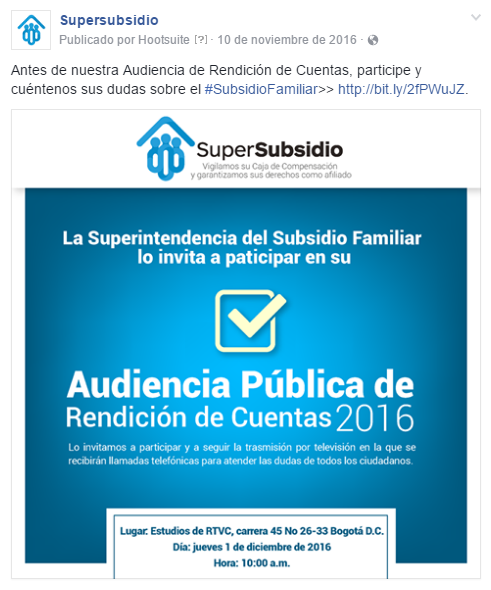 Supersubsidio
Publicado por Hootsuite [?] · 10 de noviembre de 2016 ·
Antes de nuestra Audiencia de Rendición de Cuentas, participe y
cuéntenos sus dudas sobre el #SubsidioFamiliar>> http://bit.ly/2fPWuJZ.
SuperSubsidio
Vigilamos su Caja de Compensación
y garantizamos sus derechos como afiliado
La Superintendencia del Subsidio Familiar
lo invita a paticipar en su
Audiencia Pública de
Rendición de Cuentas 2016
Lo invitamos a participar y a seguir la trasmisión por televisión en la que se
recibirán llamadas telefónicas para atender las dudas de todos los ciudadanos.
Lugar: Estudios de RTVC, carrera 45 No 26-33 Bogotá D.C.
Día: jueves 1 de diciembre de 2016
Hora: 10:00 a.m.